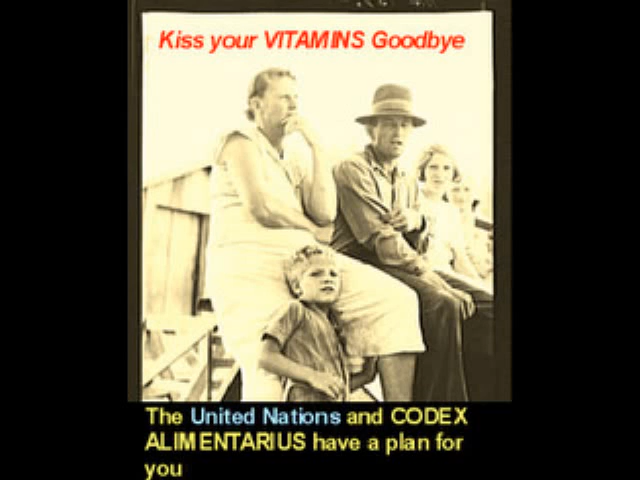 Kiss your VITAMINS Goodbye
The United Nations and CODEX
ALIMENTARIUS have a plan for
you